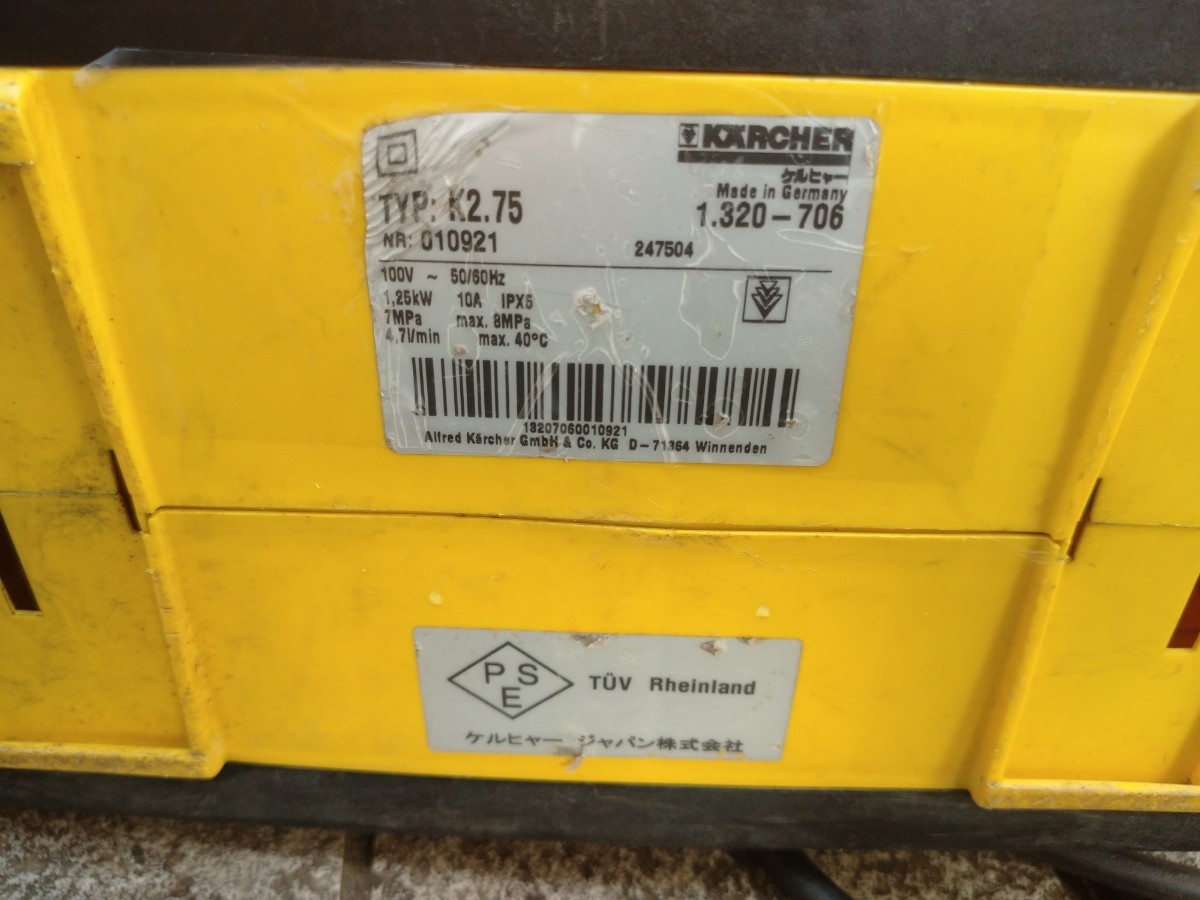 KÄRCHER
ケルヒャー
Made in Germany
TYP: K2.75 1.320-706
NR: 010921 247504
100V ~ 50/60Hz
1,25kW 10A IPX5
7MPa max. 8MPa
4,7l/min max. 40°C
13207060010921
Alfred Kärcher GmbH & Co. KG D-71364 Winnenden
PSE TÜV Rheinland
ケルヒャー ジャパン株式会社